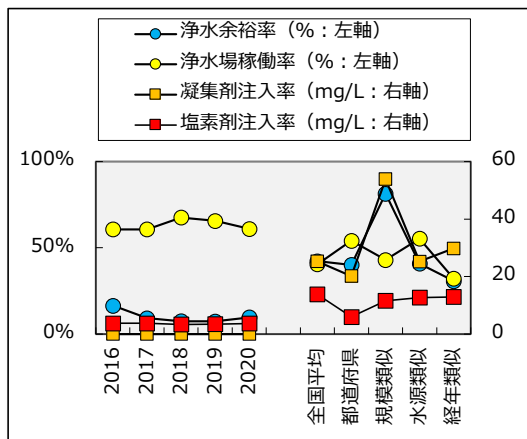 浄水余裕率（%：左軸）
浄水場稼働率（%：左軸）
凝集剤注入率（mg/L：右軸）
塩素剤注入率（mg/L：右軸）
100%
50%
0%
60
40
20
0
2016
2017
2018
2019
2020
全国平均
都道府県
規模類似
水源類似
経年類似